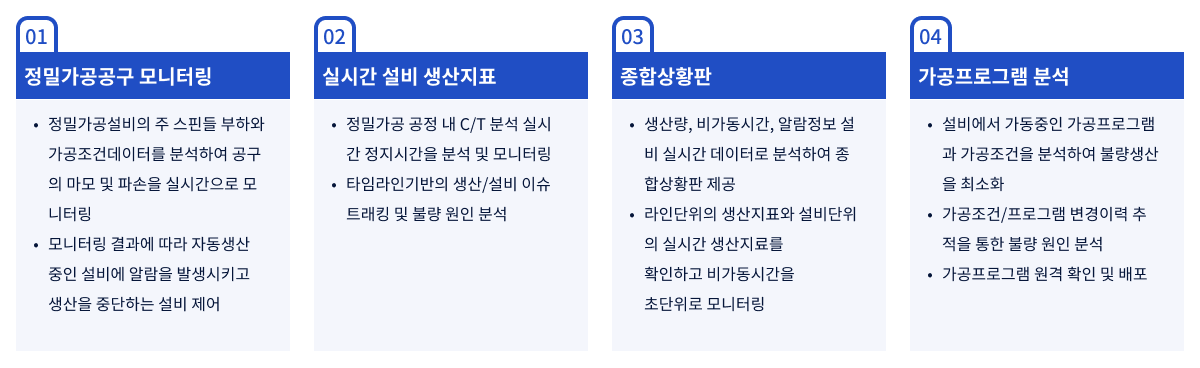 01
정밀가공공구 모니터링
• 정밀가공설비의 주 스핀들 부하와
가공조건데이터를 분석하여 공구
의 마모 및 파손을 실시간으로 모
니터링
• 모니터링 결과에 따라 자동생산
중인 설비에 알람을 발생시키고
생산을 중단하는 설비 제어
02
실시간 설비 생산지표
• 정밀가공 공정 내 C/T 분석 실시
간 정지시간을 분석 및 모니터링
• 타임라인기반의 생산/설비 이슈
트래킹 및 불량 원인 분석
03
종합상황판
• 생산량, 비가동시간, 알람정보 설
비 실시간 데이터로 분석하여 종
합상황판 제공
• 라인단위의 생산지표와 설비단위
의 실시간 생산지료를
확인하고 비가동시간을
초단위로 모니터링
04
가공프로그램 분석
• 설비에서 가동중인 가공프로그램
과 가공조건을 분석하여 불량생산
을 최소화
• 가공조건/프로그램 변경이력 추
적을 통한 불량 원인 분석
• 가공프로그램 원격 확인 및 배포